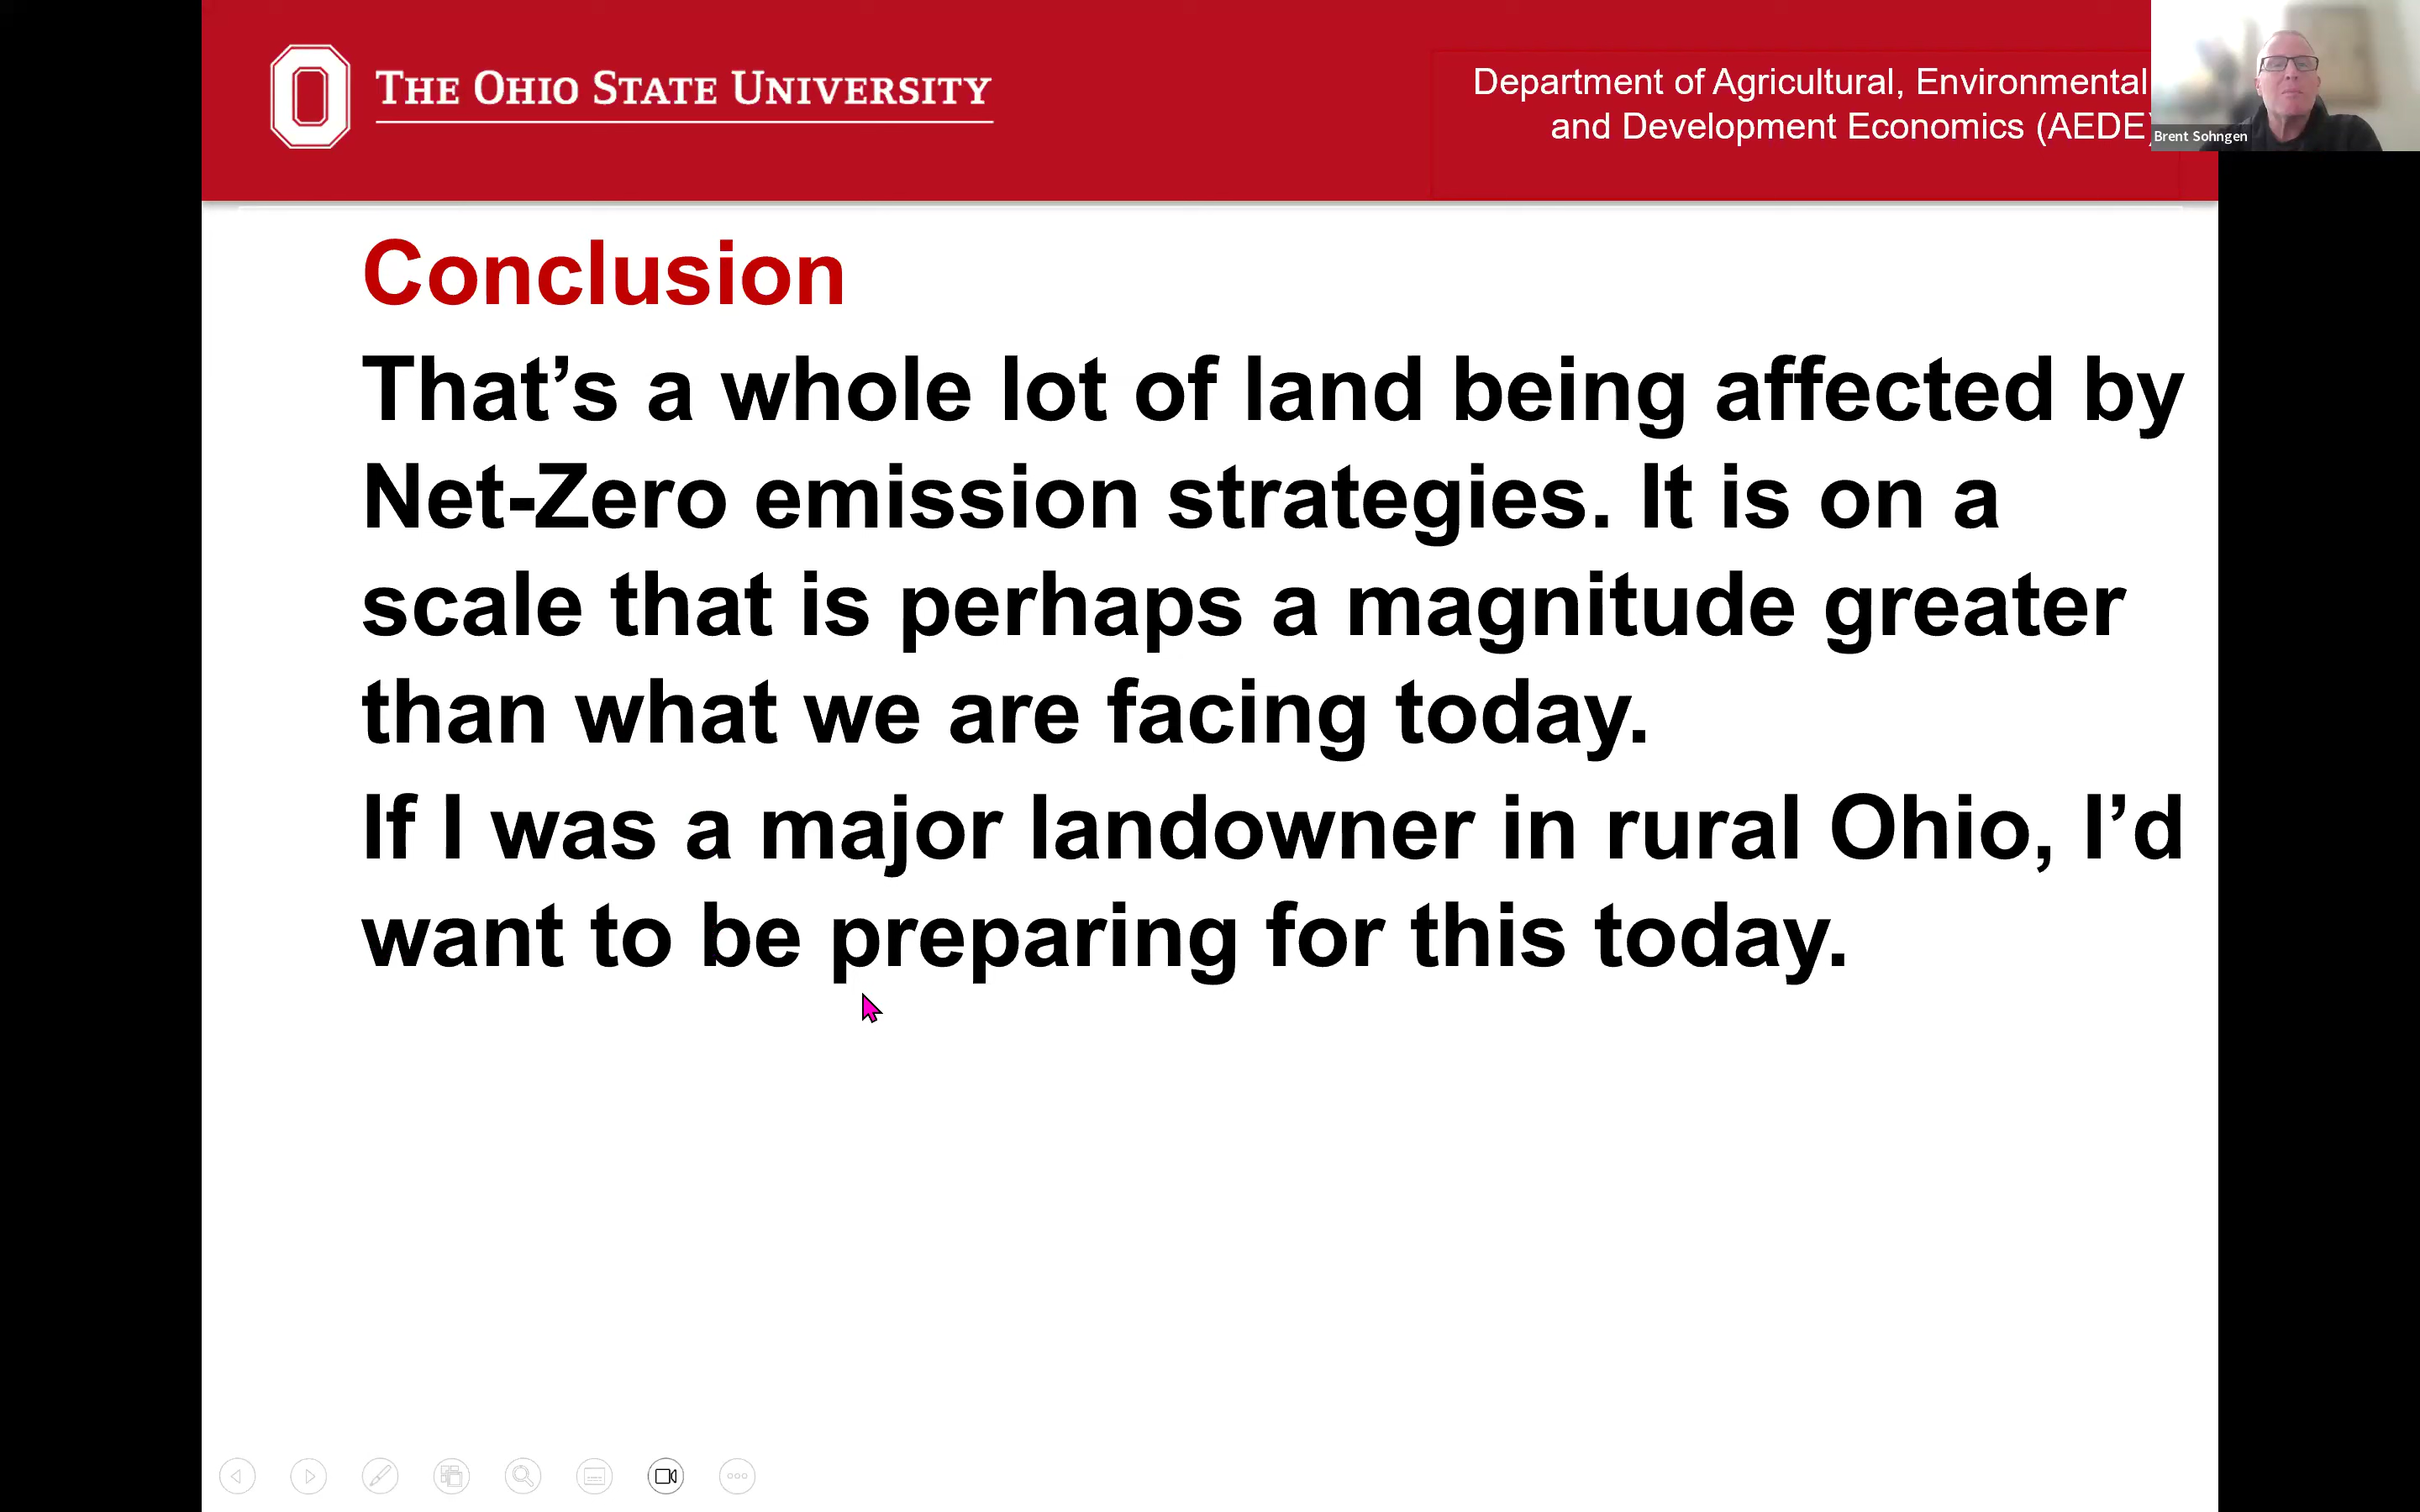 THE OHIO STATE UNIVERSITY
Department of Agricultural, Environmental
and Development Economics (AEDE)
Brent Sohngen
Conclusion
That’s a whole lot of land being affected by
Net-Zero emission strategies. It is on a
scale that is perhaps a magnitude greater
than what we are facing today.
If I was a major landowner in rural Ohio, I’d
want to be preparing for this today.